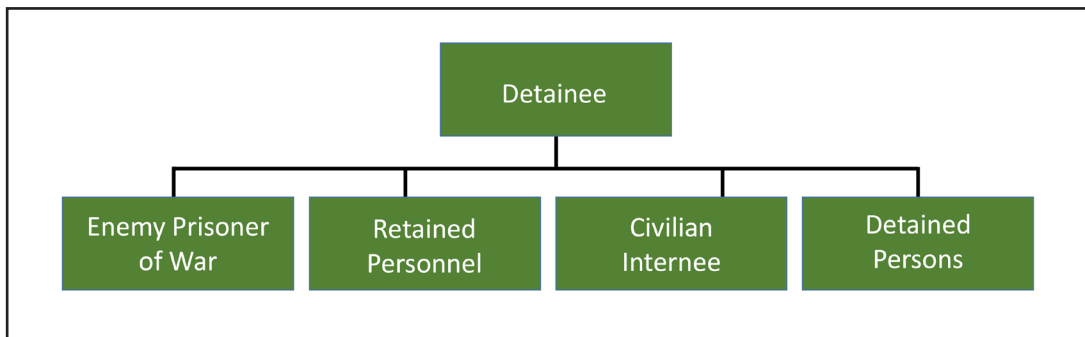 Detainee
Enemy Prisoner
of War
Retained
Personnel
Civilian
Internee
Detained
Persons